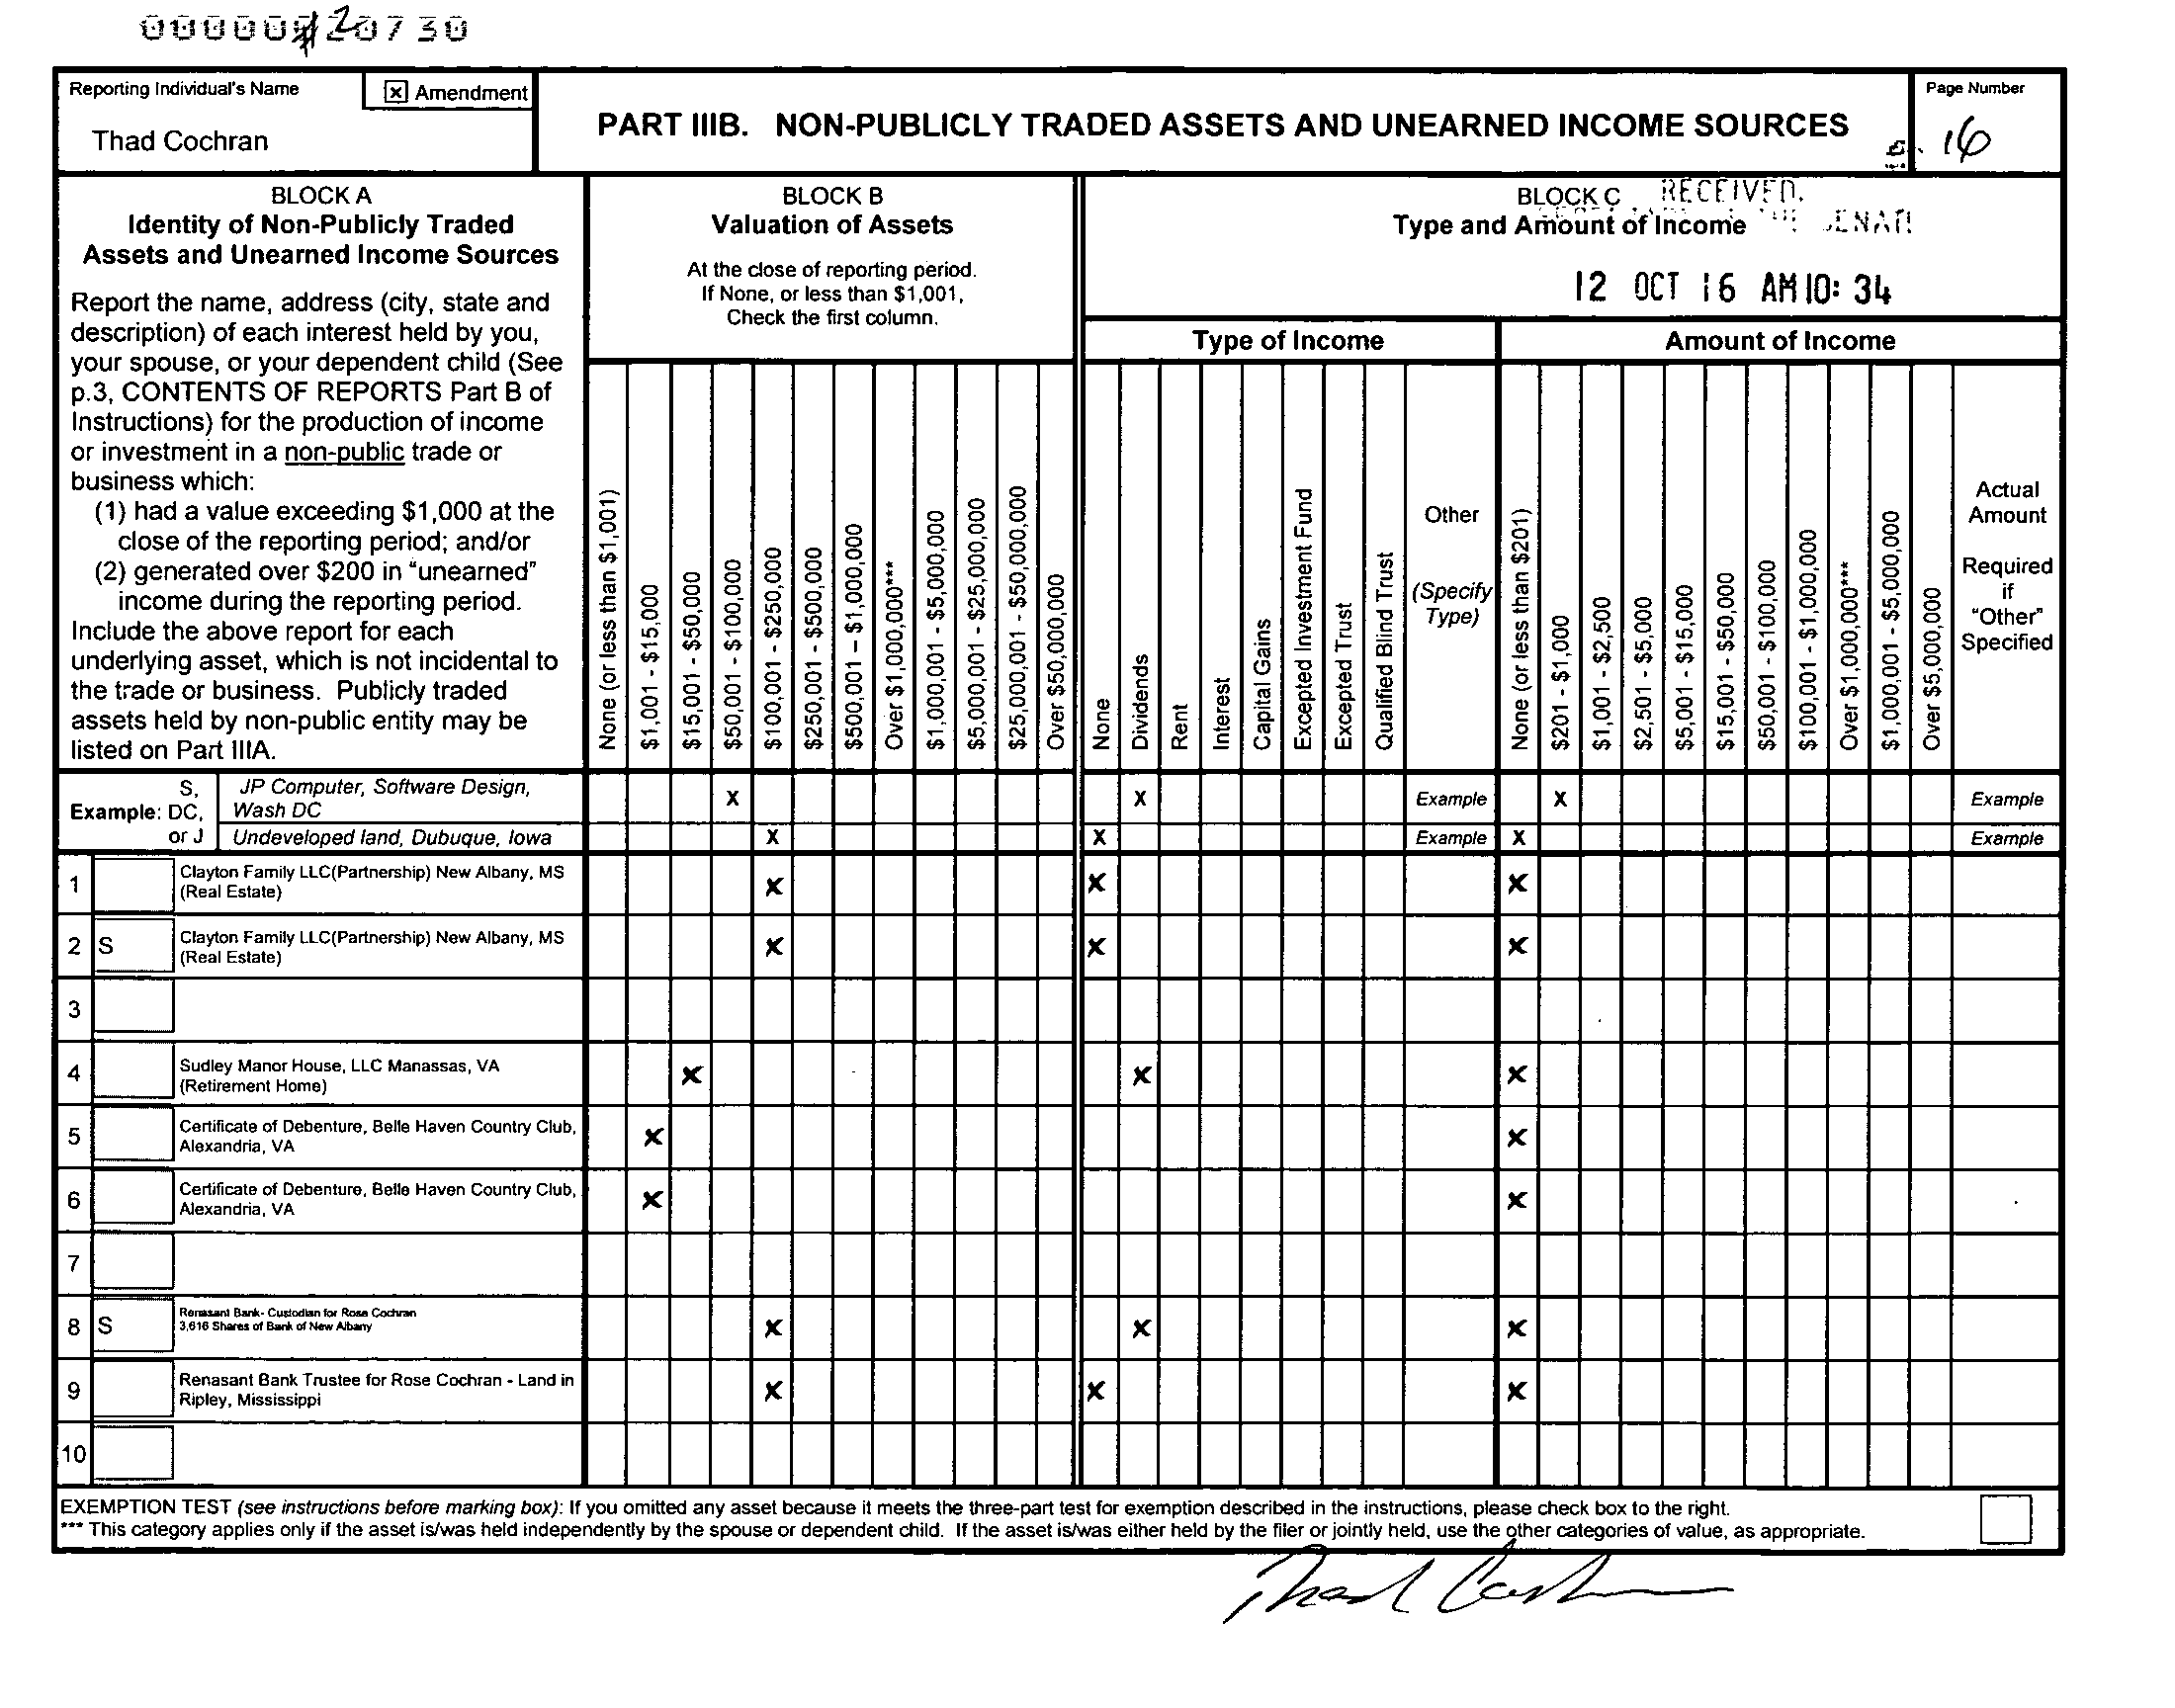 Reporting Individual's Name
[x] Amendment
Thad Cochran
PART IIIB. NON-PUBLICLY TRADED ASSETS AND UNEARNED INCOME SOURCES
Page Number
16
BLOCK A
Identity of Non-Publicly Traded
Assets and Unearned Income Sources
Report the name, address (city, state and
description) of each interest held by you,
your spouse, or your dependent child (See
p.3, CONTENTS OF REPORTS Part B of
Instructions) for the production of income
or investment in a non-public trade or
business which:
(1) had a value exceeding $1,000 at the
close of the reporting period; and/or
(2) generated over $200 in "unearned"
income during the reporting period.
Include the above report for each
underlying asset, which is not incidental to
the trade or business. Publicly traded
assets held by non-public entity may be
listed on Part IIIA.
BLOCK B
Valuation of Assets
At the close of reporting period.
If None, or less than $1,001,
Check the first column.
None (or less than $1,001)
$1,001 - $15,000
$15,001 - $50,000
$50,001 - $100,000
$100,001 - $250,000
$250,001 - $500,000
$500,001 – $1,000,000
Over $1,000,000***
$1,000,001 - $5,000,000
$5,000,001 - $25,000,000
$25,000,001 - $50,000,000
Over $50,000,000
BLOCK C
RECEIVED
Type and Amount of Income
SENATE
12 OCT 16 AM 10: 34
Type of Income
None
Dividends
Rent
Interest
Capital Gains
Excepted Investment Fund
Excepted Trust
Qualified Blind Trust
Other
(Specify
Type)
Amount of Income
None (or less than $201)
$201 - $1,000
$1,001 - $2,500
$2,501 - $5,000
$5,001 - $15,000
$15,001 - $50,000
$50,001 - $100,000
$100,001 - $1,000,000
Over $1,000,000***
$1,000,001 - $5,000,000
Over $5,000,000
Actual
Amount
Required
if
"Other"
Specified
Example: S, DC, or J
JP Computer, Software Design,
Wash DC
X X Example X Example
Undeveloped land, Dubuque, Iowa X X Example X Example
1 Clayton Family LLC(Partnership) New Albany, MS
(Real Estate)
X X X
2 S Clayton Family LLC(Partnership) New Albany, MS
(Real Estate)
X X X
3
4 Sudley Manor House, LLC Manassas, VA
(Retirement Home)
X X X
5 Certificate of Debenture, Belle Haven Country Club,
Alexandria, VA
X X
6 Certificate of Debenture, Belle Haven Country Club,
Alexandria, VA
X X
7
8 S Renasant Bank- Custodian for Rose Cochran
3,616 Shares of Bank of New Albany
X X X
9 Renasant Bank Trustee for Rose Cochran - Land in
Ripley, Mississippi
X X X
10
EXEMPTION TEST (see instructions before marking box): If you omitted any asset because it meets the three-part test for exemption described in the instructions, please check box to the right.
*** This category applies only if the asset is/was held independently by the spouse or dependent child. If the asset is/was either held by the filer or jointly held, use the other categories of value, as appropriate.
Thad Cochran